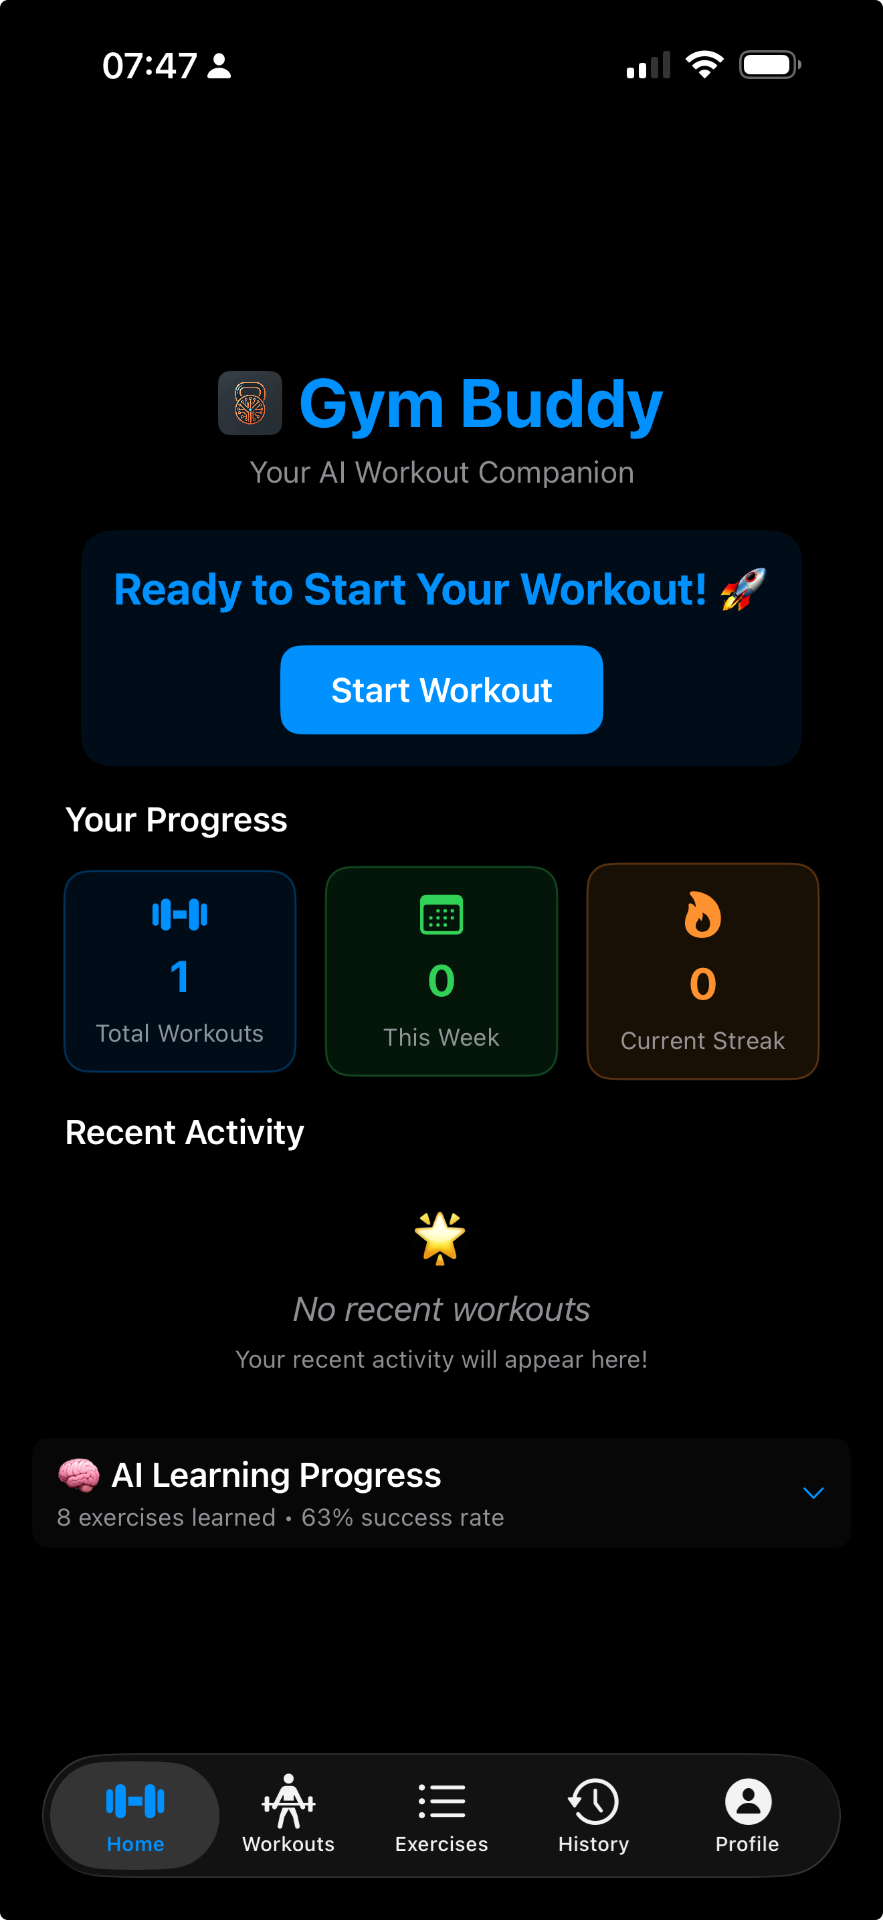 07:47
Gym Buddy
Your AI Workout Companion
Ready to Start Your Workout! 🚀
Start Workout
Your Progress
1
Total Workouts
0
This Week
0
Current Streak
Recent Activity
No recent workouts
Your recent activity will appear here!
🧠 AI Learning Progress
8 exercises learned • 63% success rate
Home
Workouts
Exercises
History
Profile